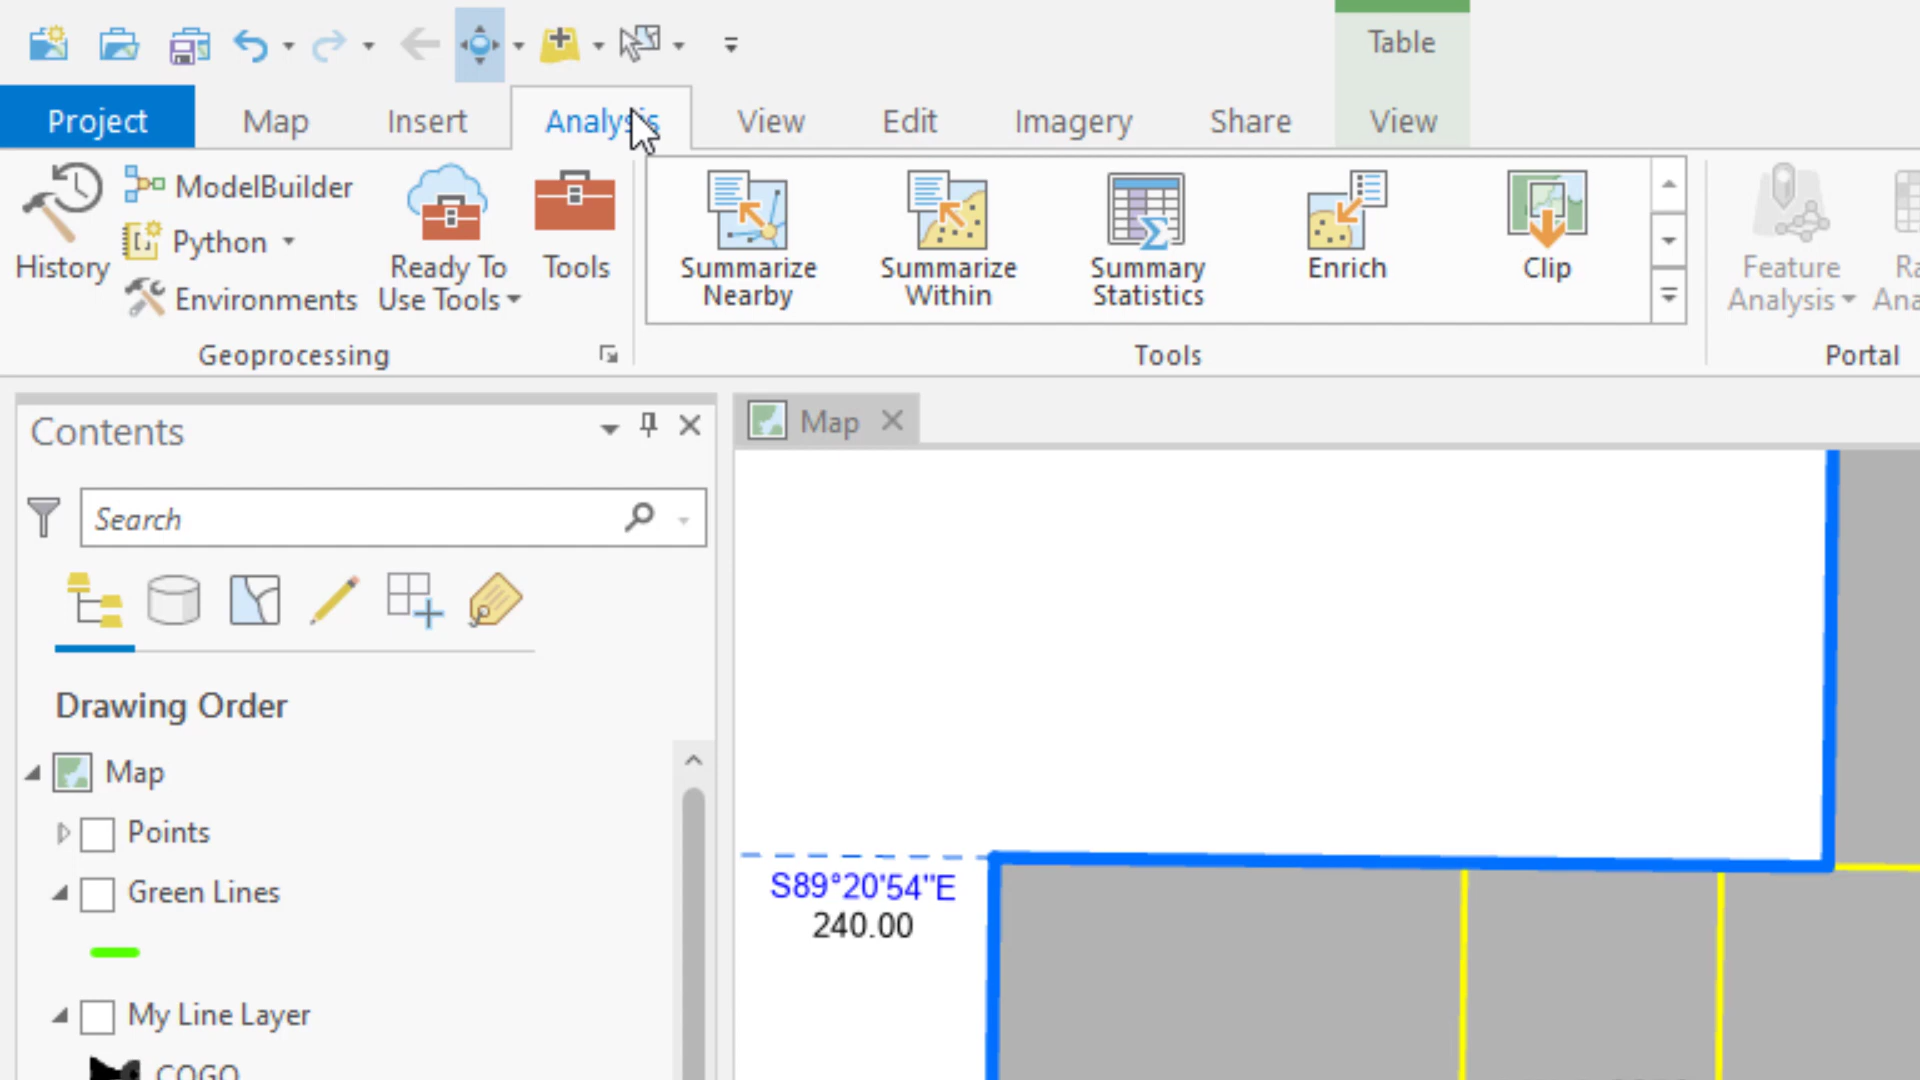 Table
Project
Map
Insert
Analysis
View
Edit
Imagery
Share
View
History
ModelBuilder
Python
Environments
Ready To
Use Tools
Tools
Summarize
Nearby
Summarize
Within
Summary
Statistics
Enrich
Clip
Feature
Analysis
Geoprocessing
Tools
Portal
Contents
Map
Search
Drawing Order
Map
Points
Green Lines
My Line Layer
COGO
S89°20'54"E
240.00